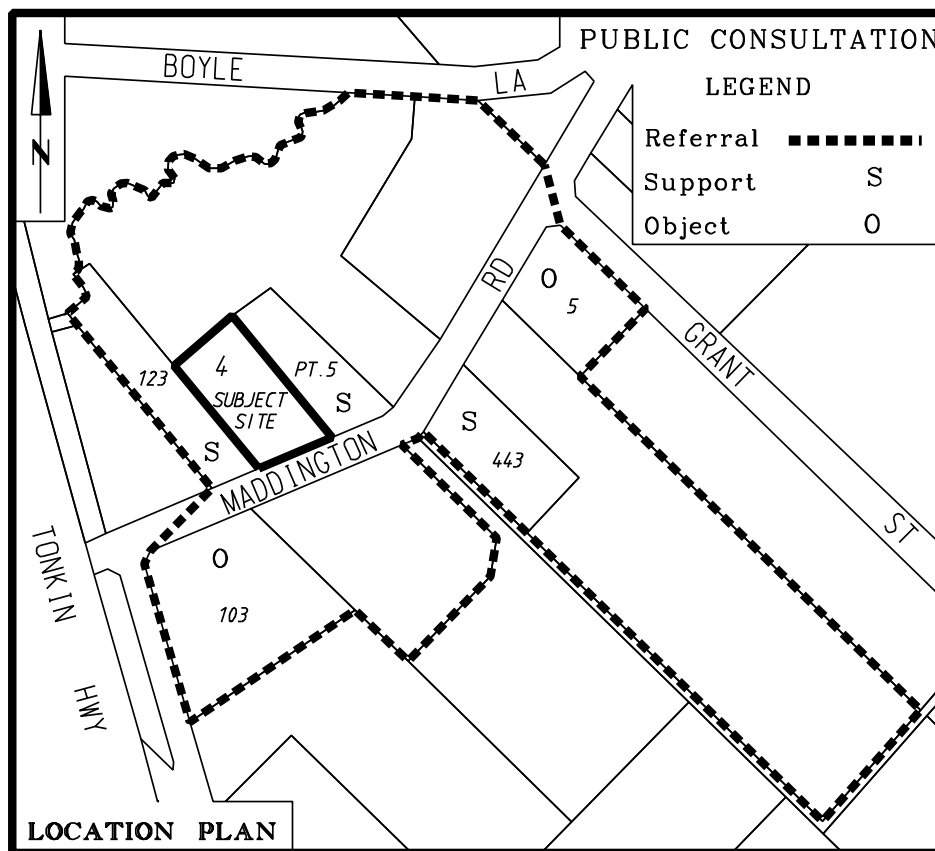 PUBLIC CONSULTATION
LEGEND
Referral
Support S
Object O
N
BOYLE LA
RD
O
5
GRANT ST
123
4
SUBJECT
SITE
PT.5
S
S
S
443
MADDINGTON
TONKIN HWY
O
103
LOCATION PLAN